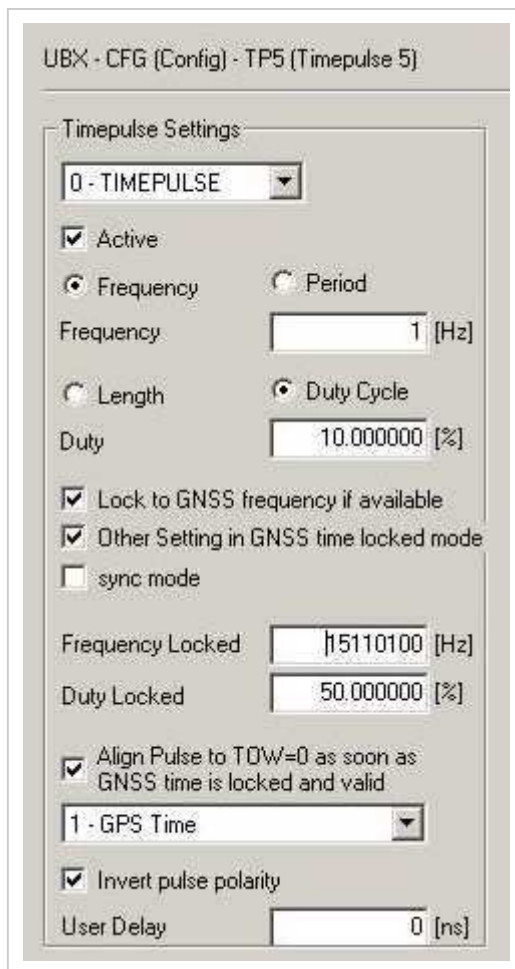 UBX - CFG (Config) - TP5 (Timepulse 5)
Timepulse Settings
0 - TIMEPULSE
Active
Frequency Period
Frequency 1 [Hz]
Length Duty Cycle
Duty 10.000000 [%]
Lock to GNSS frequency if available
Other Setting in GNSS time locked mode
sync mode
Frequency Locked 15110100 [Hz]
Duty Locked 50.000000 [%]
Align Pulse to TOW=0 as soon as
GNSS time is locked and valid
1 - GPS Time
Invert pulse polarity
User Delay 0 [ns]